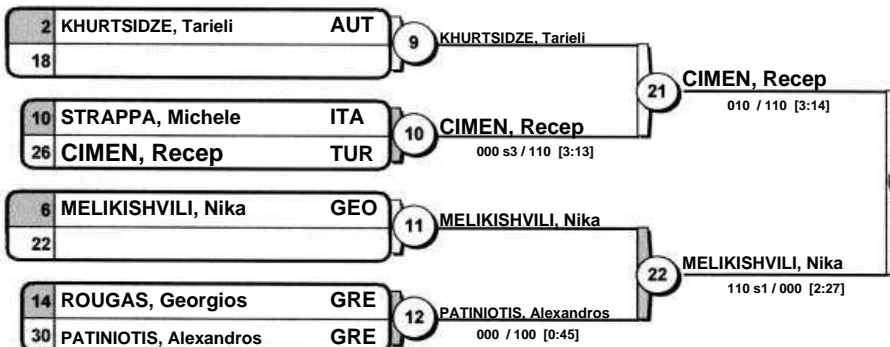 2 KHURTSIDZE, Tarieli AUT
18
9 KHURTSIDZE, Tarieli
10 STRAPPA, Michele ITA
26 CIMEN, Recep TUR
10 CIMEN, Recep
000 s3 / 110 [3:13]
21 CIMEN, Recep
010 / 110 [3:14]
6 MELIKISHVILI, Nika GEO
22
11 MELIKISHVILI, Nika
14 ROUGAS, Georgios GRE
30 PATINIOTIS, Alexandros GRE
12 PATINIOTIS, Alexandros
000 / 100 [0:45]
22 MELIKISHVILI, Nika
110 s1 / 000 [2:27]